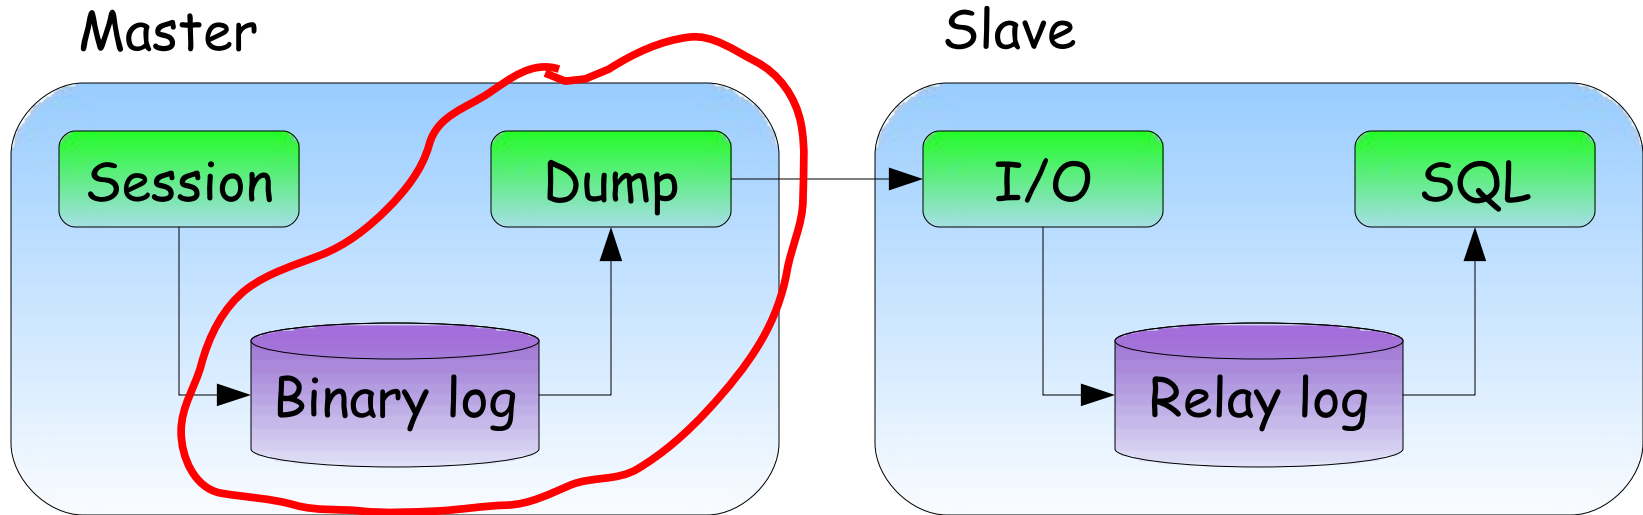 Master
Slave
Session
Dump
I/O
SQL
Binary log
Relay log